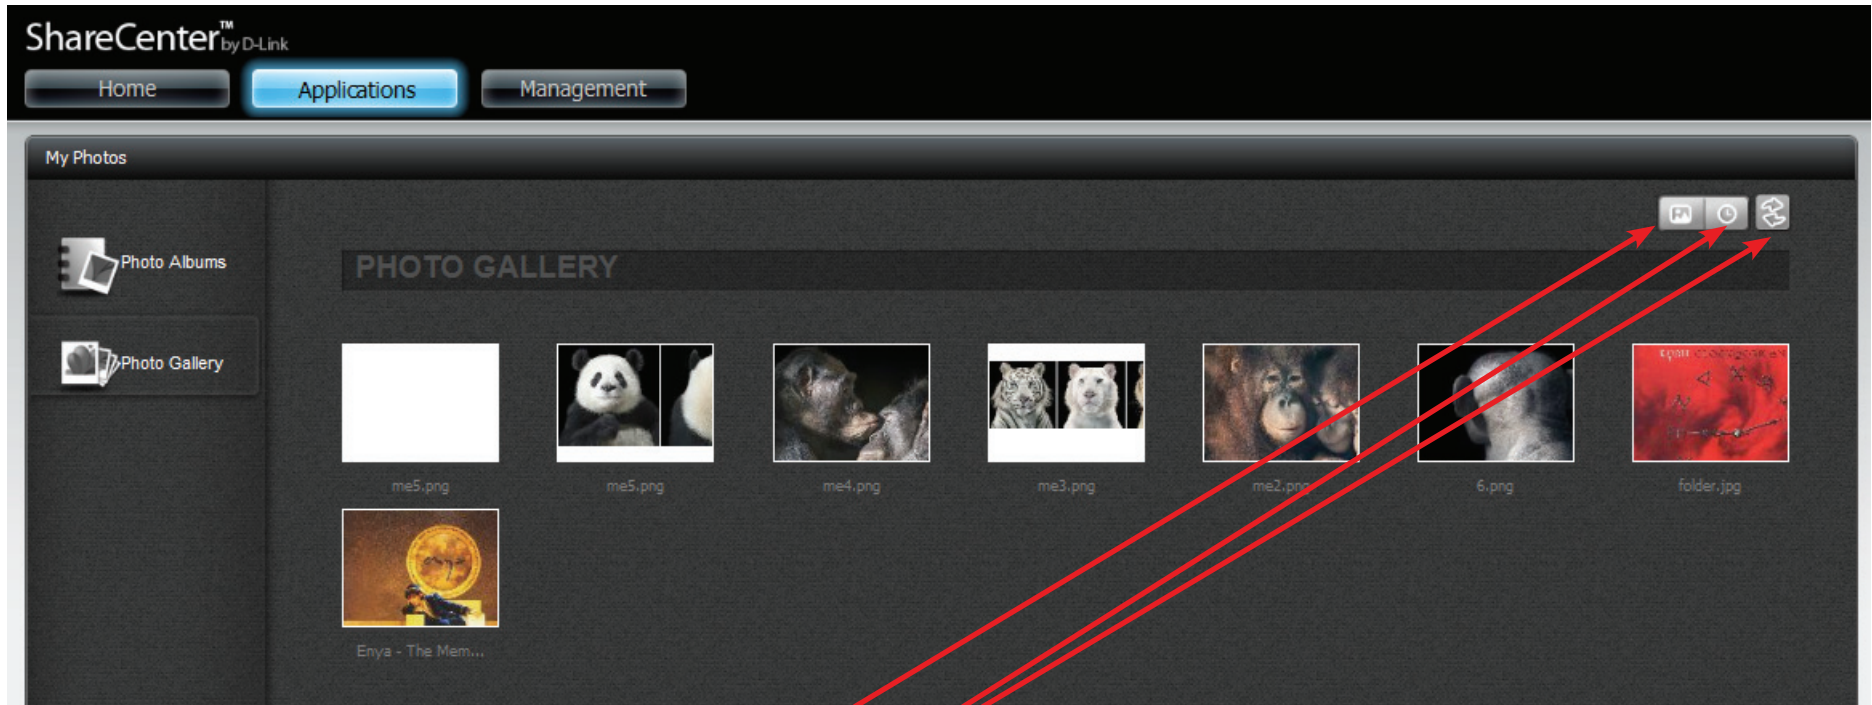 ShareCenter™ by D-Link
Home Applications Management
My Photos
Photo Albums
PHOTO GALLERY
Photo Gallery
me5.png me5.png me4.png me3.png me2.png 6.png folder.jpg
Enya - The Mem...